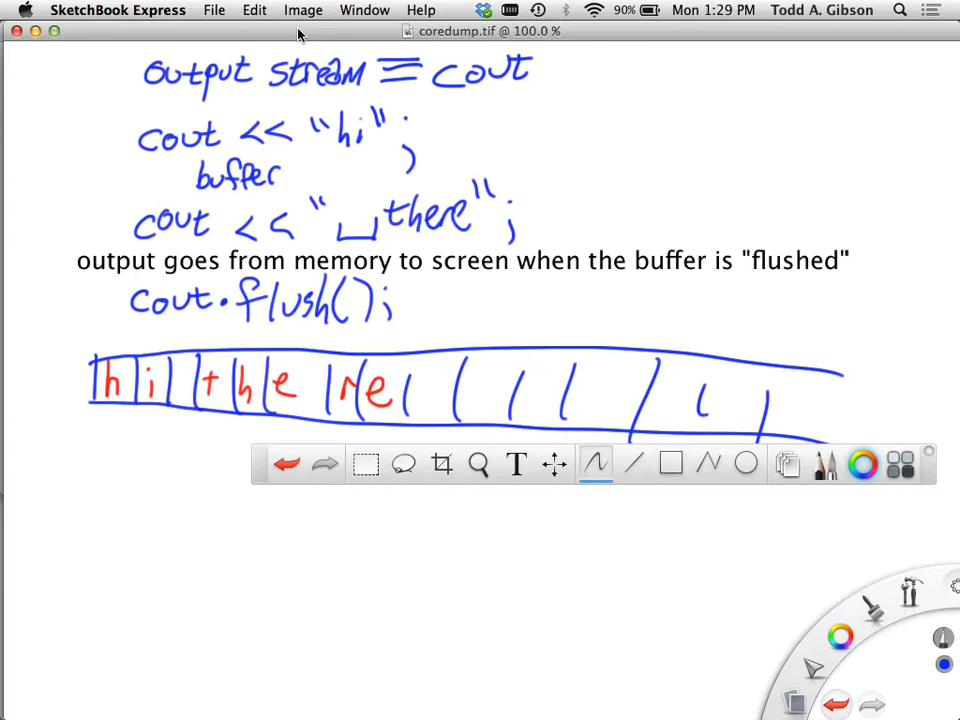 SketchBook Express File Edit Image Window Help 90% Mon 1:29 PM Todd A. Gibson
coredump.tif @ 100.0 %
output stream ≡ cout
cout << "hi" ;
buffer
cout << "␣there" ;
output goes from memory to screen when the buffer is "flushed"
cout.flush();
h i t h e r e
T